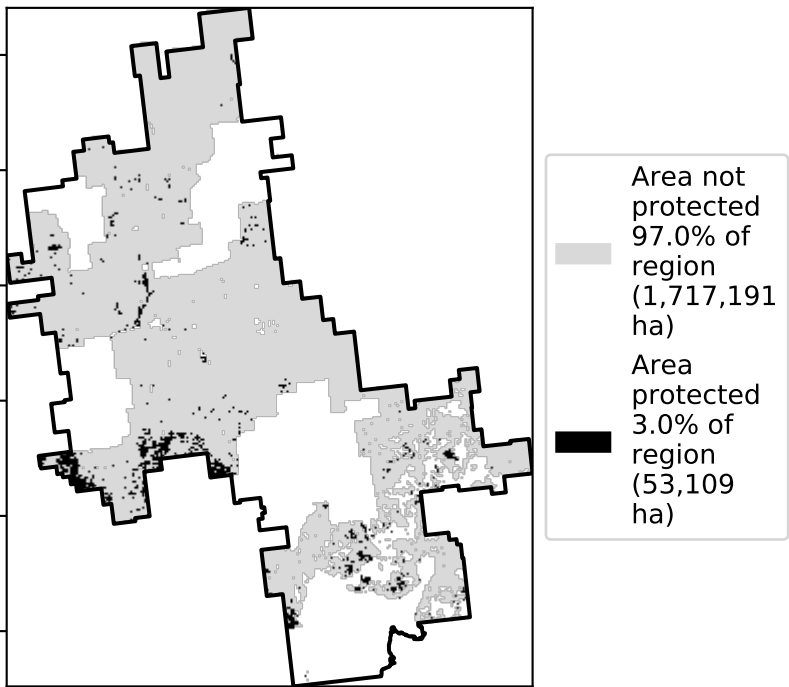 Area not
protected
97.0% of
region
(1,717,191
ha)
Area
protected
3.0% of
region
(53,109
ha)